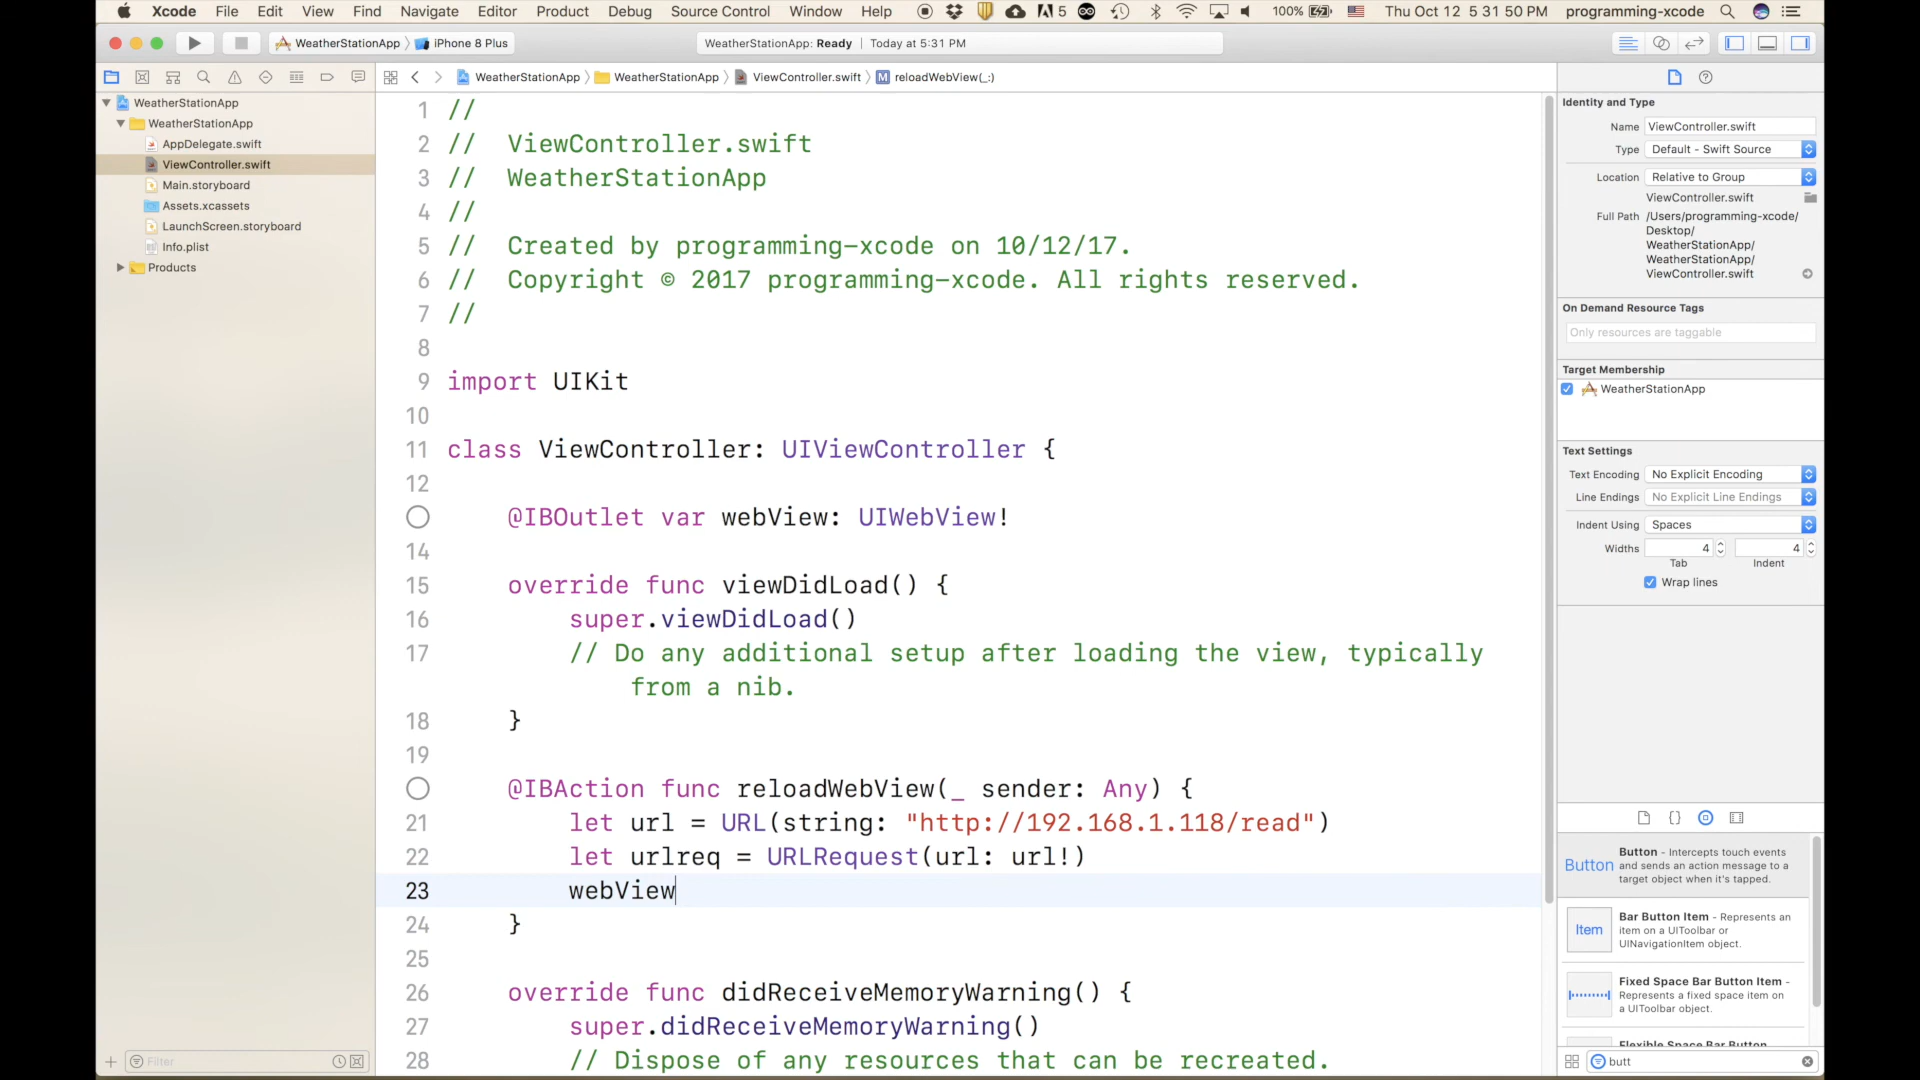 Xcode File Edit View Find Navigate Editor Product Debug Source Control Window Help 5 100% Thu Oct 12 5 31 50 PM programming-xcode
WeatherStationApp iPhone 8 Plus WeatherStationApp: Ready Today at 5:31 PM
WeatherStationApp WeatherStationApp ViewController.swift M reloadWebView(_:)
WeatherStationApp
WeatherStationApp
AppDelegate.swift
ViewController.swift
Main.storyboard
Assets.xcassets
LaunchScreen.storyboard
Info.plist
Products
Filter
1 //
2 // ViewController.swift
3 // WeatherStationApp
4 //
5 // Created by programming-xcode on 10/12/17.
6 // Copyright © 2017 programming-xcode. All rights reserved.
7 //
8
9 import UIKit
10
11 class ViewController: UIViewController {
12
@IBOutlet var webView: UIWebView!
14
15 override func viewDidLoad() {
16 super.viewDidLoad()
17 // Do any additional setup after loading the view, typically
from a nib.
18 }
19
@IBAction func reloadWebView(_ sender: Any) {
21 let url = URL(string: "http://192.168.1.118/read")
22 let urlreq = URLRequest(url: url!)
23 webView
24 }
25
26 override func didReceiveMemoryWarning() {
27 super.didReceiveMemoryWarning()
28 // Dispose of any resources that can be recreated.
Identity and Type
Name ViewController.swift
Type Default - Swift Source
Location Relative to Group
ViewController.swift
Full Path /Users/programming-xcode/
Desktop/
WeatherStationApp/
WeatherStationApp/
ViewController.swift
On Demand Resource Tags
Only resources are taggable
Target Membership
WeatherStationApp
Text Settings
Text Encoding No Explicit Encoding
Line Endings No Explicit Line Endings
Indent Using Spaces
Widths 4 4
Tab Indent
Wrap lines
{}
Button Button - Intercepts touch events
and sends an action message to a
target object when it's tapped.
Item Bar Button Item - Represents an
item on a UIToolbar or
UINavigationItem object.
Fixed Space Bar Button Item -
Represents a fixed space item on
a UIToolbar object.
Flexible Space Bar Button
butt